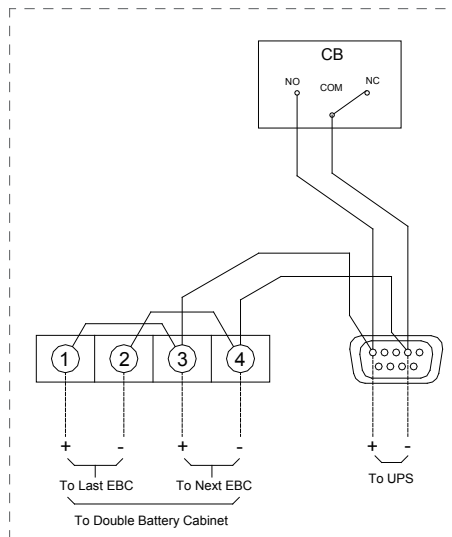 CB
NO COM NC
1 2 3 4
+ - + - + -
To Last EBC To Next EBC To UPS
To Double Battery Cabinet